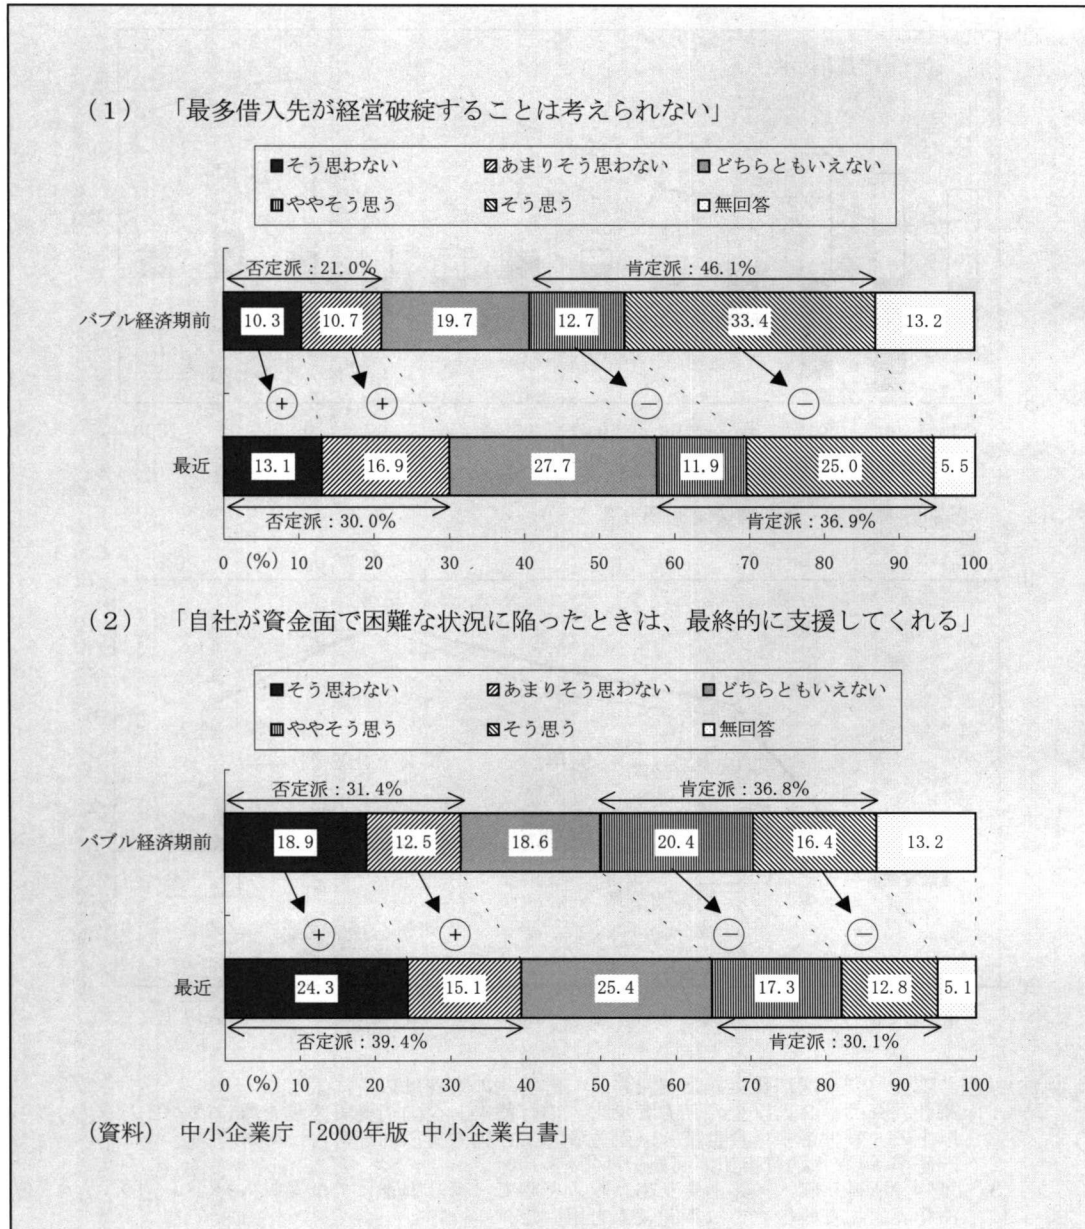 (1) 「最多借入先が経営破綻することは考えられない」
■そう思わない ▨あまりそう思わない ■どちらともいえない
▥ややそう思う ▧そう思う □無回答
否定派：21.0% 肯定派：46.1%
バブル経済期前 10.3 10.7 19.7 12.7 33.4 13.2
+ + － －
最近 13.1 16.9 27.7 11.9 25.0 5.5
否定派：30.0% 肯定派：36.9%
0 (%) 10 20 30 40 50 60 70 80 90 100
(2) 「自社が資金面で困難な状況に陥ったときは、最終的に支援してくれる」
■そう思わない ▨あまりそう思わない ■どちらともいえない
▥ややそう思う ▧そう思う □無回答
否定派：31.4% 肯定派：36.8%
バブル経済期前 18.9 12.5 18.6 20.4 16.4 13.2
+ + － －
最近 24.3 15.1 25.4 17.3 12.8 5.1
否定派：39.4% 肯定派：30.1%
0 (%) 10 20 30 40 50 60 70 80 90 100
(資料) 中小企業庁「2000年版 中小企業白書」